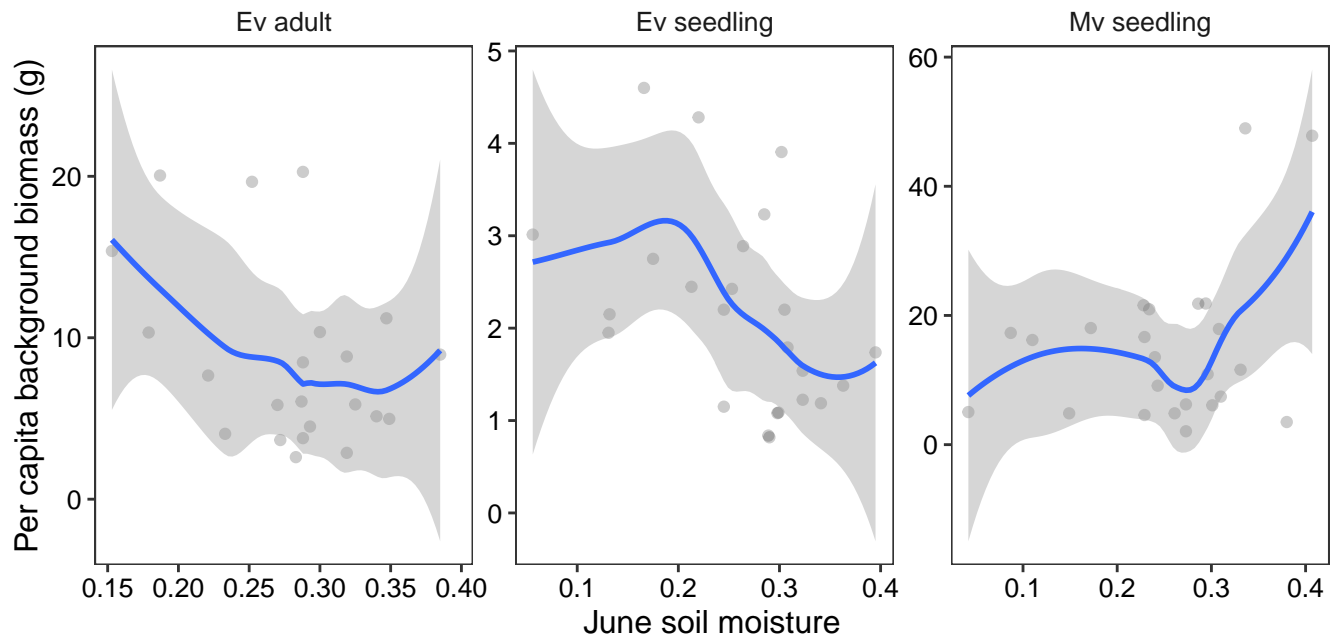 Ev adult
Ev seedling
Mv seedling
Per capita background biomass (g)
20
10
0
5
4
3
2
1
0
60
40
20
0
0.15 0.20 0.25 0.30 0.35 0.40
0.1 0.2 0.3 0.4
0.1 0.2 0.3 0.4
June soil moisture